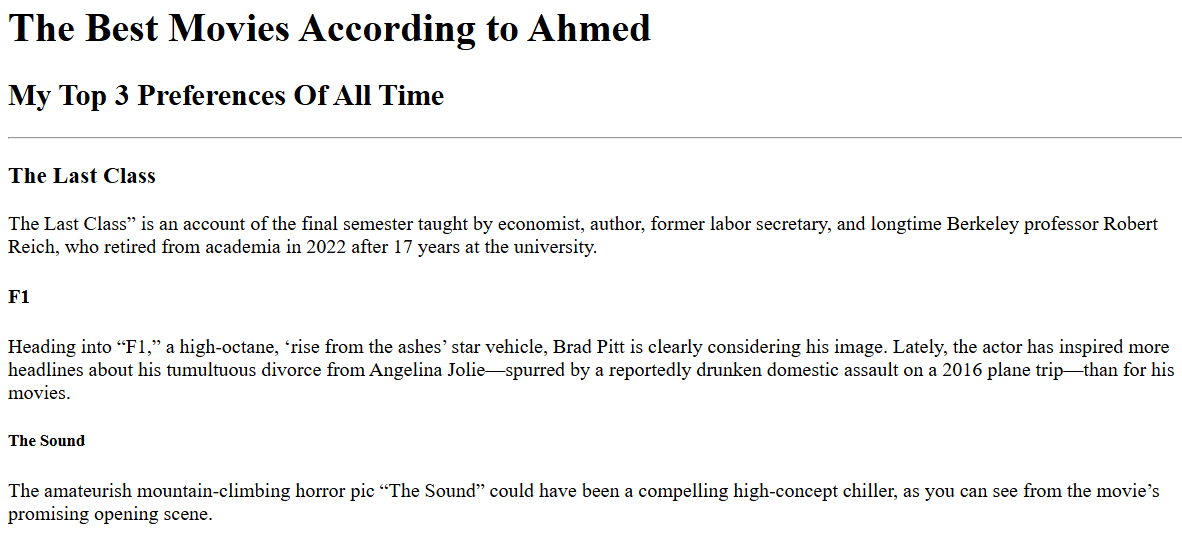 The Best Movies According to Ahmed
My Top 3 Preferences Of All Time
The Last Class
The Last Class” is an account of the final semester taught by economist, author, former labor secretary, and longtime Berkeley professor Robert
Reich, who retired from academia in 2022 after 17 years at the university.
F1
Heading into “F1,” a high-octane, ‘rise from the ashes’ star vehicle, Brad Pitt is clearly considering his image. Lately, the actor has inspired more
headlines about his tumultuous divorce from Angelina Jolie—spurred by a reportedly drunken domestic assault on a 2016 plane trip—than for his
movies.
The Sound
The amateurish mountain-climbing horror pic “The Sound” could have been a compelling high-concept chiller, as you can see from the movie’s
promising opening scene.